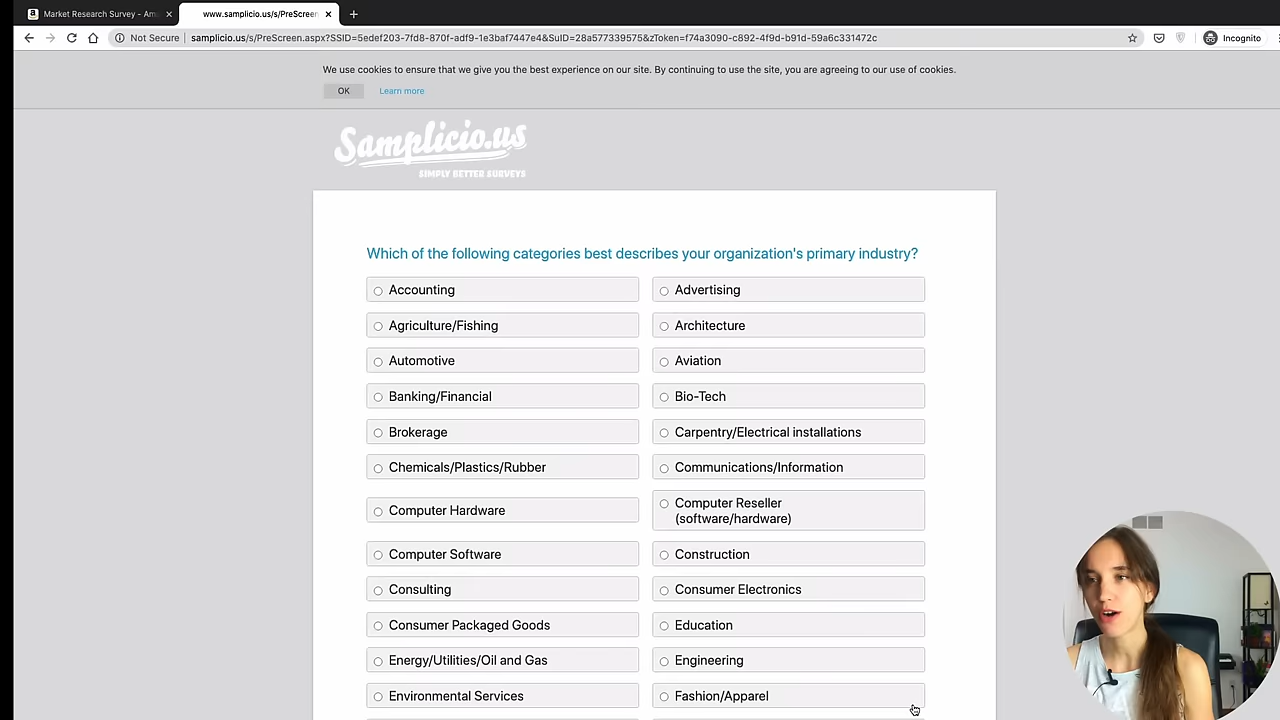 Market Research Survey - Am
www.samplicio.us/s/PreScreen
Not Secure
samplicio.us/s/PreScreen.aspx?SSID=5edef203-7fd8-870f-adf9-1e3baf7447e4&SuID=28a577339575&zToken=f74a3090-c892-4f9d-b91d-59a6c331472c
Incognito
We use cookies to ensure that we give you the best experience on our site. By continuing to use the site, you are agreeing to our use of cookies.
OK
Learn more
Samplicio.us
SIMPLY BETTER SURVEYS
Which of the following categories best describes your organization's primary industry?
Accounting
Advertising
Agriculture/Fishing
Architecture
Automotive
Aviation
Banking/Financial
Bio-Tech
Brokerage
Carpentry/Electrical installations
Chemicals/Plastics/Rubber
Communications/Information
Computer Hardware
Computer Reseller
(software/hardware)
Computer Software
Construction
Consulting
Consumer Electronics
Consumer Packaged Goods
Education
Energy/Utilities/Oil and Gas
Engineering
Environmental Services
Fashion/Apparel